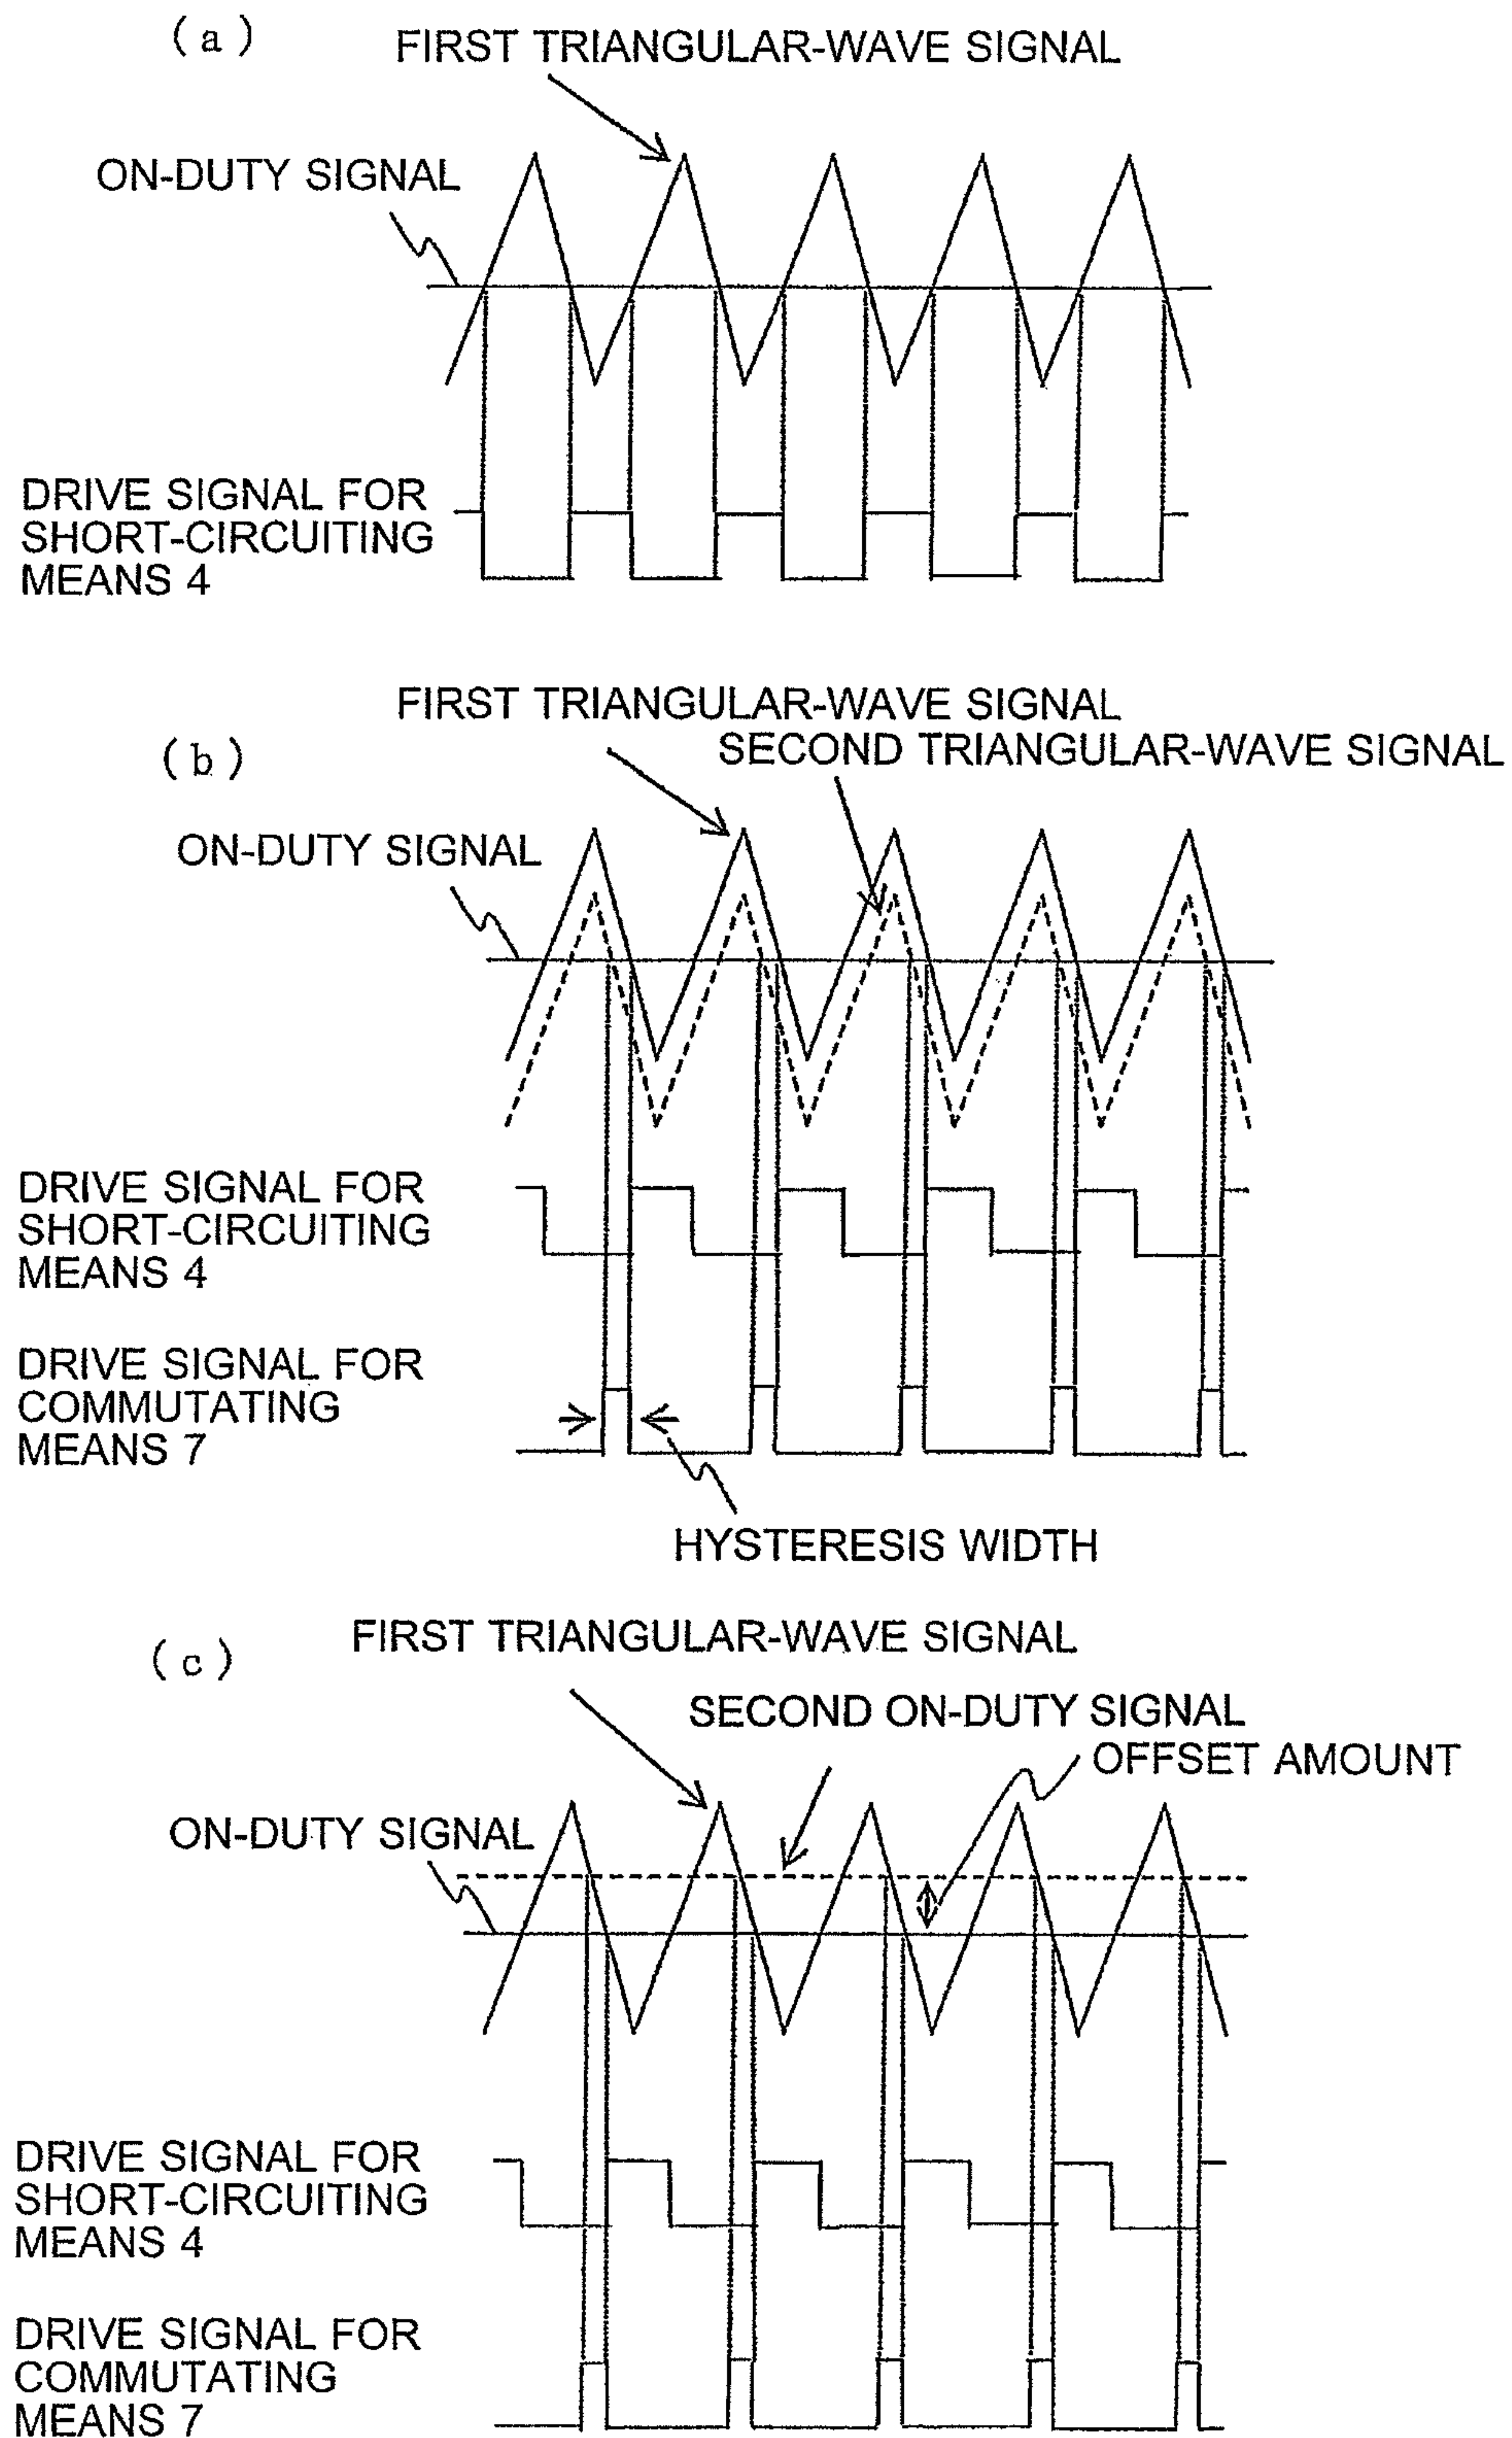 (a)
FIRST TRIANGULAR-WAVE SIGNAL
ON-DUTY SIGNAL
DRIVE SIGNAL FOR
SHORT-CIRCUITING
MEANS 4
FIRST TRIANGULAR-WAVE SIGNAL
(b)
SECOND TRIANGULAR-WAVE SIGNAL
ON-DUTY SIGNAL
DRIVE SIGNAL FOR
SHORT-CIRCUITING
MEANS 4
DRIVE SIGNAL FOR
COMMUTATING
MEANS 7
HYSTERESIS WIDTH
FIRST TRIANGULAR-WAVE SIGNAL
(c)
SECOND ON-DUTY SIGNAL
OFFSET AMOUNT
ON-DUTY SIGNAL
DRIVE SIGNAL FOR
SHORT-CIRCUITING
MEANS 4
DRIVE SIGNAL FOR
COMMUTATING
MEANS 7